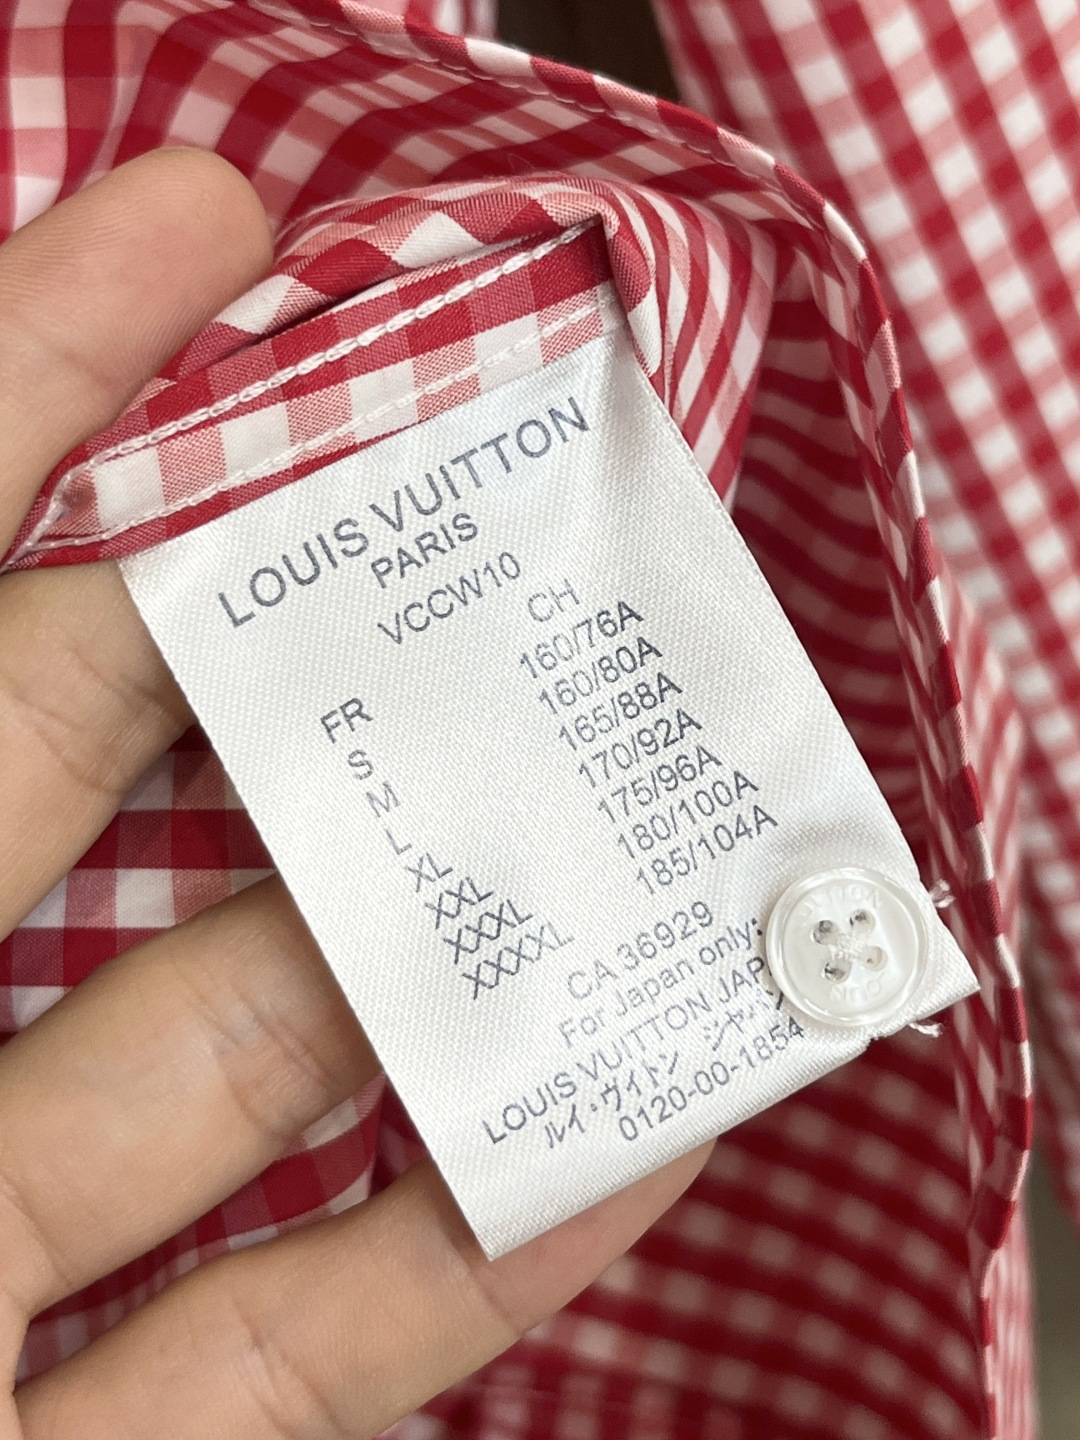 LOUIS VUITTON
PARIS
VCCW10
CH
160/76A
FR 160/80A
S 165/88A
M 170/92A
L 175/96A
XL 180/100A
XXL 185/104A
XXXL
XXXXL
CA 36929
For Japan only:
LOUIS VUITTON JAP
ルイ・ヴィトン ジャパ
0120-00-1854